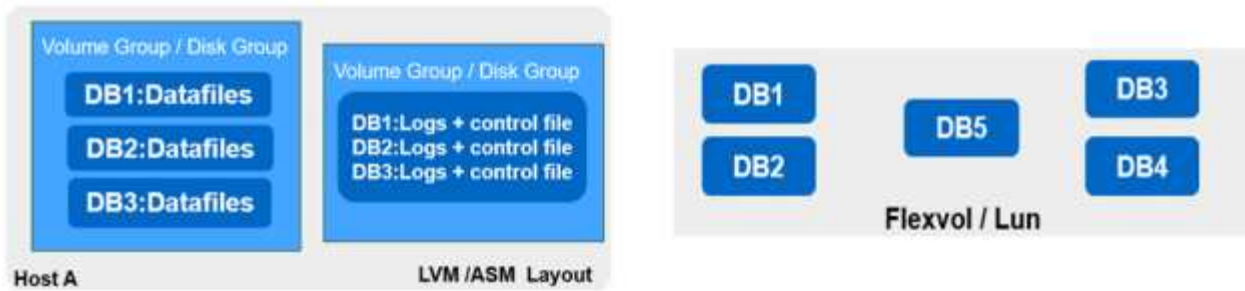 Volume Group / Disk Group
DB1:Datafiles
DB2:Datafiles
DB3:Datafiles
Volume Group / Disk Group
DB1:Logs + control file
DB2:Logs + control file
DB3:Logs + control file
Host A
LVM /ASM Layout
DB1
DB2
DB5
DB3
DB4
Flexvol / Lun